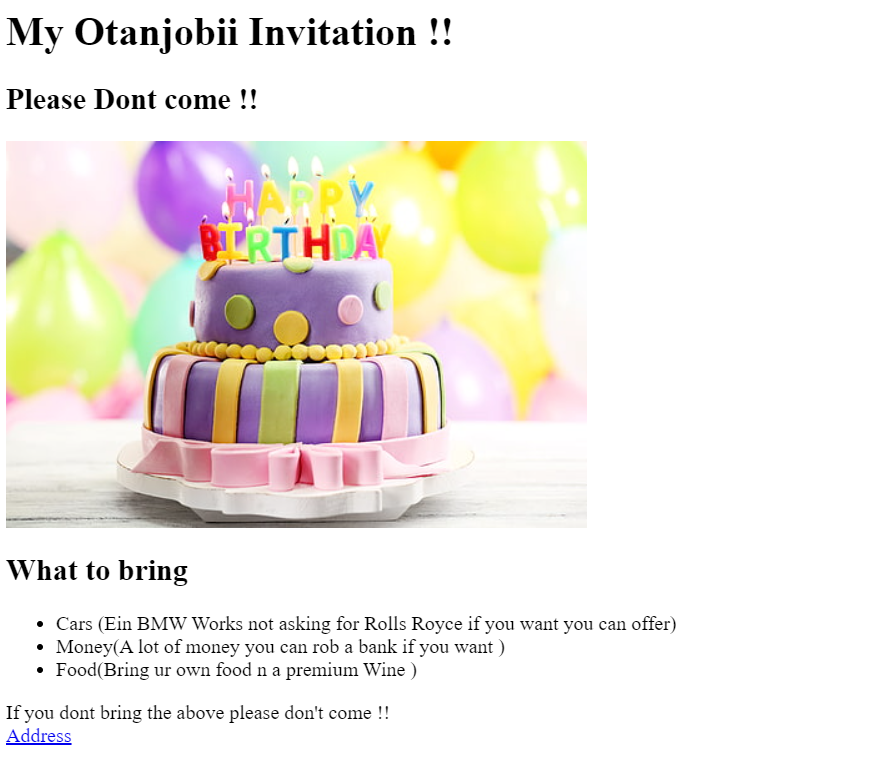 My Otanjobii Invitation !!
Please Dont come !!
HAPPY
BIRTHDAY
What to bring
Cars (Ein BMW Works not asking for Rolls Royce if you want you can offer)
Money(A lot of money you can rob a bank if you want )
Food(Bring ur own food n a premium Wine )
If you dont bring the above please don't come !!
Address